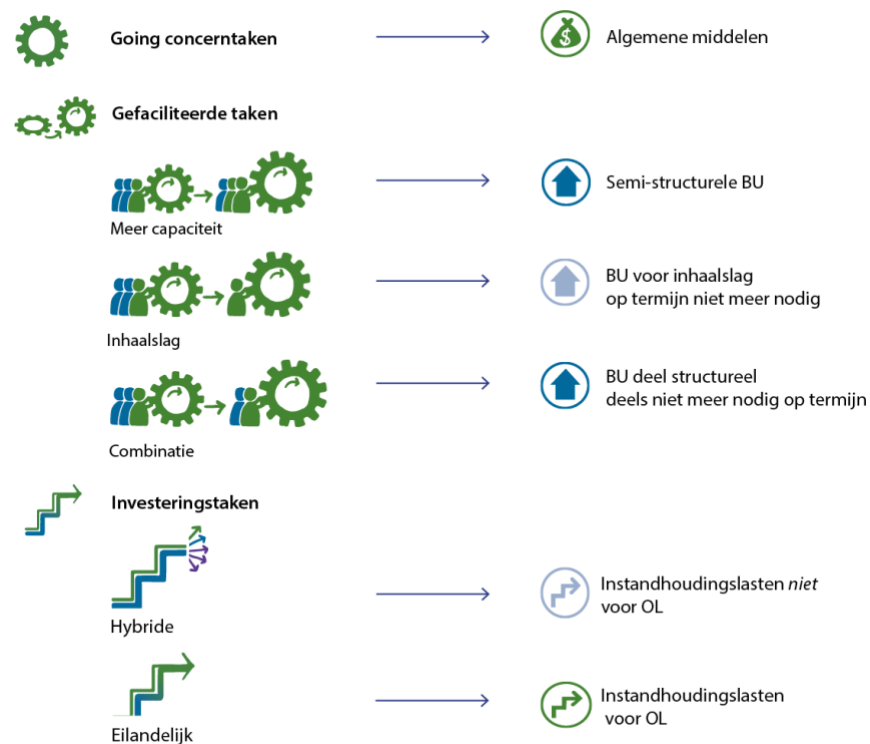 Going concerntaken
$
Algemene middelen
Gefaciliteerde taken
Meer capaciteit
Semi-structurele BU
Inhaalslag
BU voor inhaalslag
op termijn niet meer nodig
Combinatie
BU deel structureel
deels niet meer nodig op termijn
Investeringstaken
Hybride
Instandhoudingslasten niet
voor OL
Eilandelijk
Instandhoudingslasten
voor OL